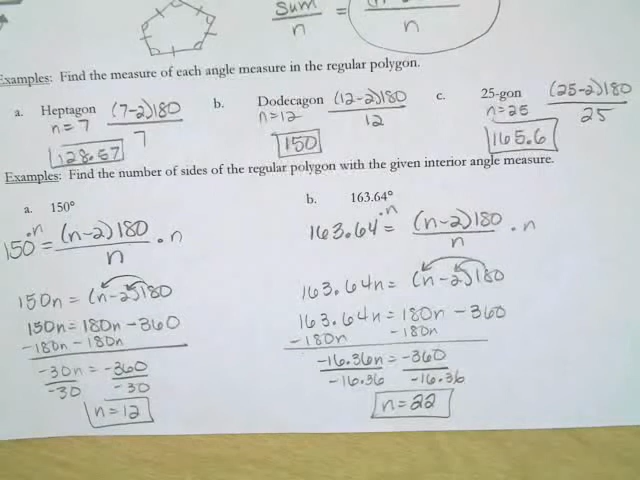 sum/n = n
Examples: Find the measure of each angle measure in the regular polygon.
a. Heptagon (7-2)180/7
n=7
128.57
b. Dodecagon (12-2)180/12
n=12
150
c. 25-gon (25-2)180/25
n=25
165.6
Examples: Find the number of sides of the regular polygon with the given interior angle measure.
a. 150°
n·150 = (n-2)180/n · n
150n = (n-2)180
150n = 180n - 360
-180n -180n
-30n/-30 = -360/-30
n=12
b. 163.64°
163.64·n = (n-2)180/n · n
163.64n = (n-2)180
163.64n = 180n - 360
-180n -180n
-16.36n/-16.36 = -360/-16.36
n=22